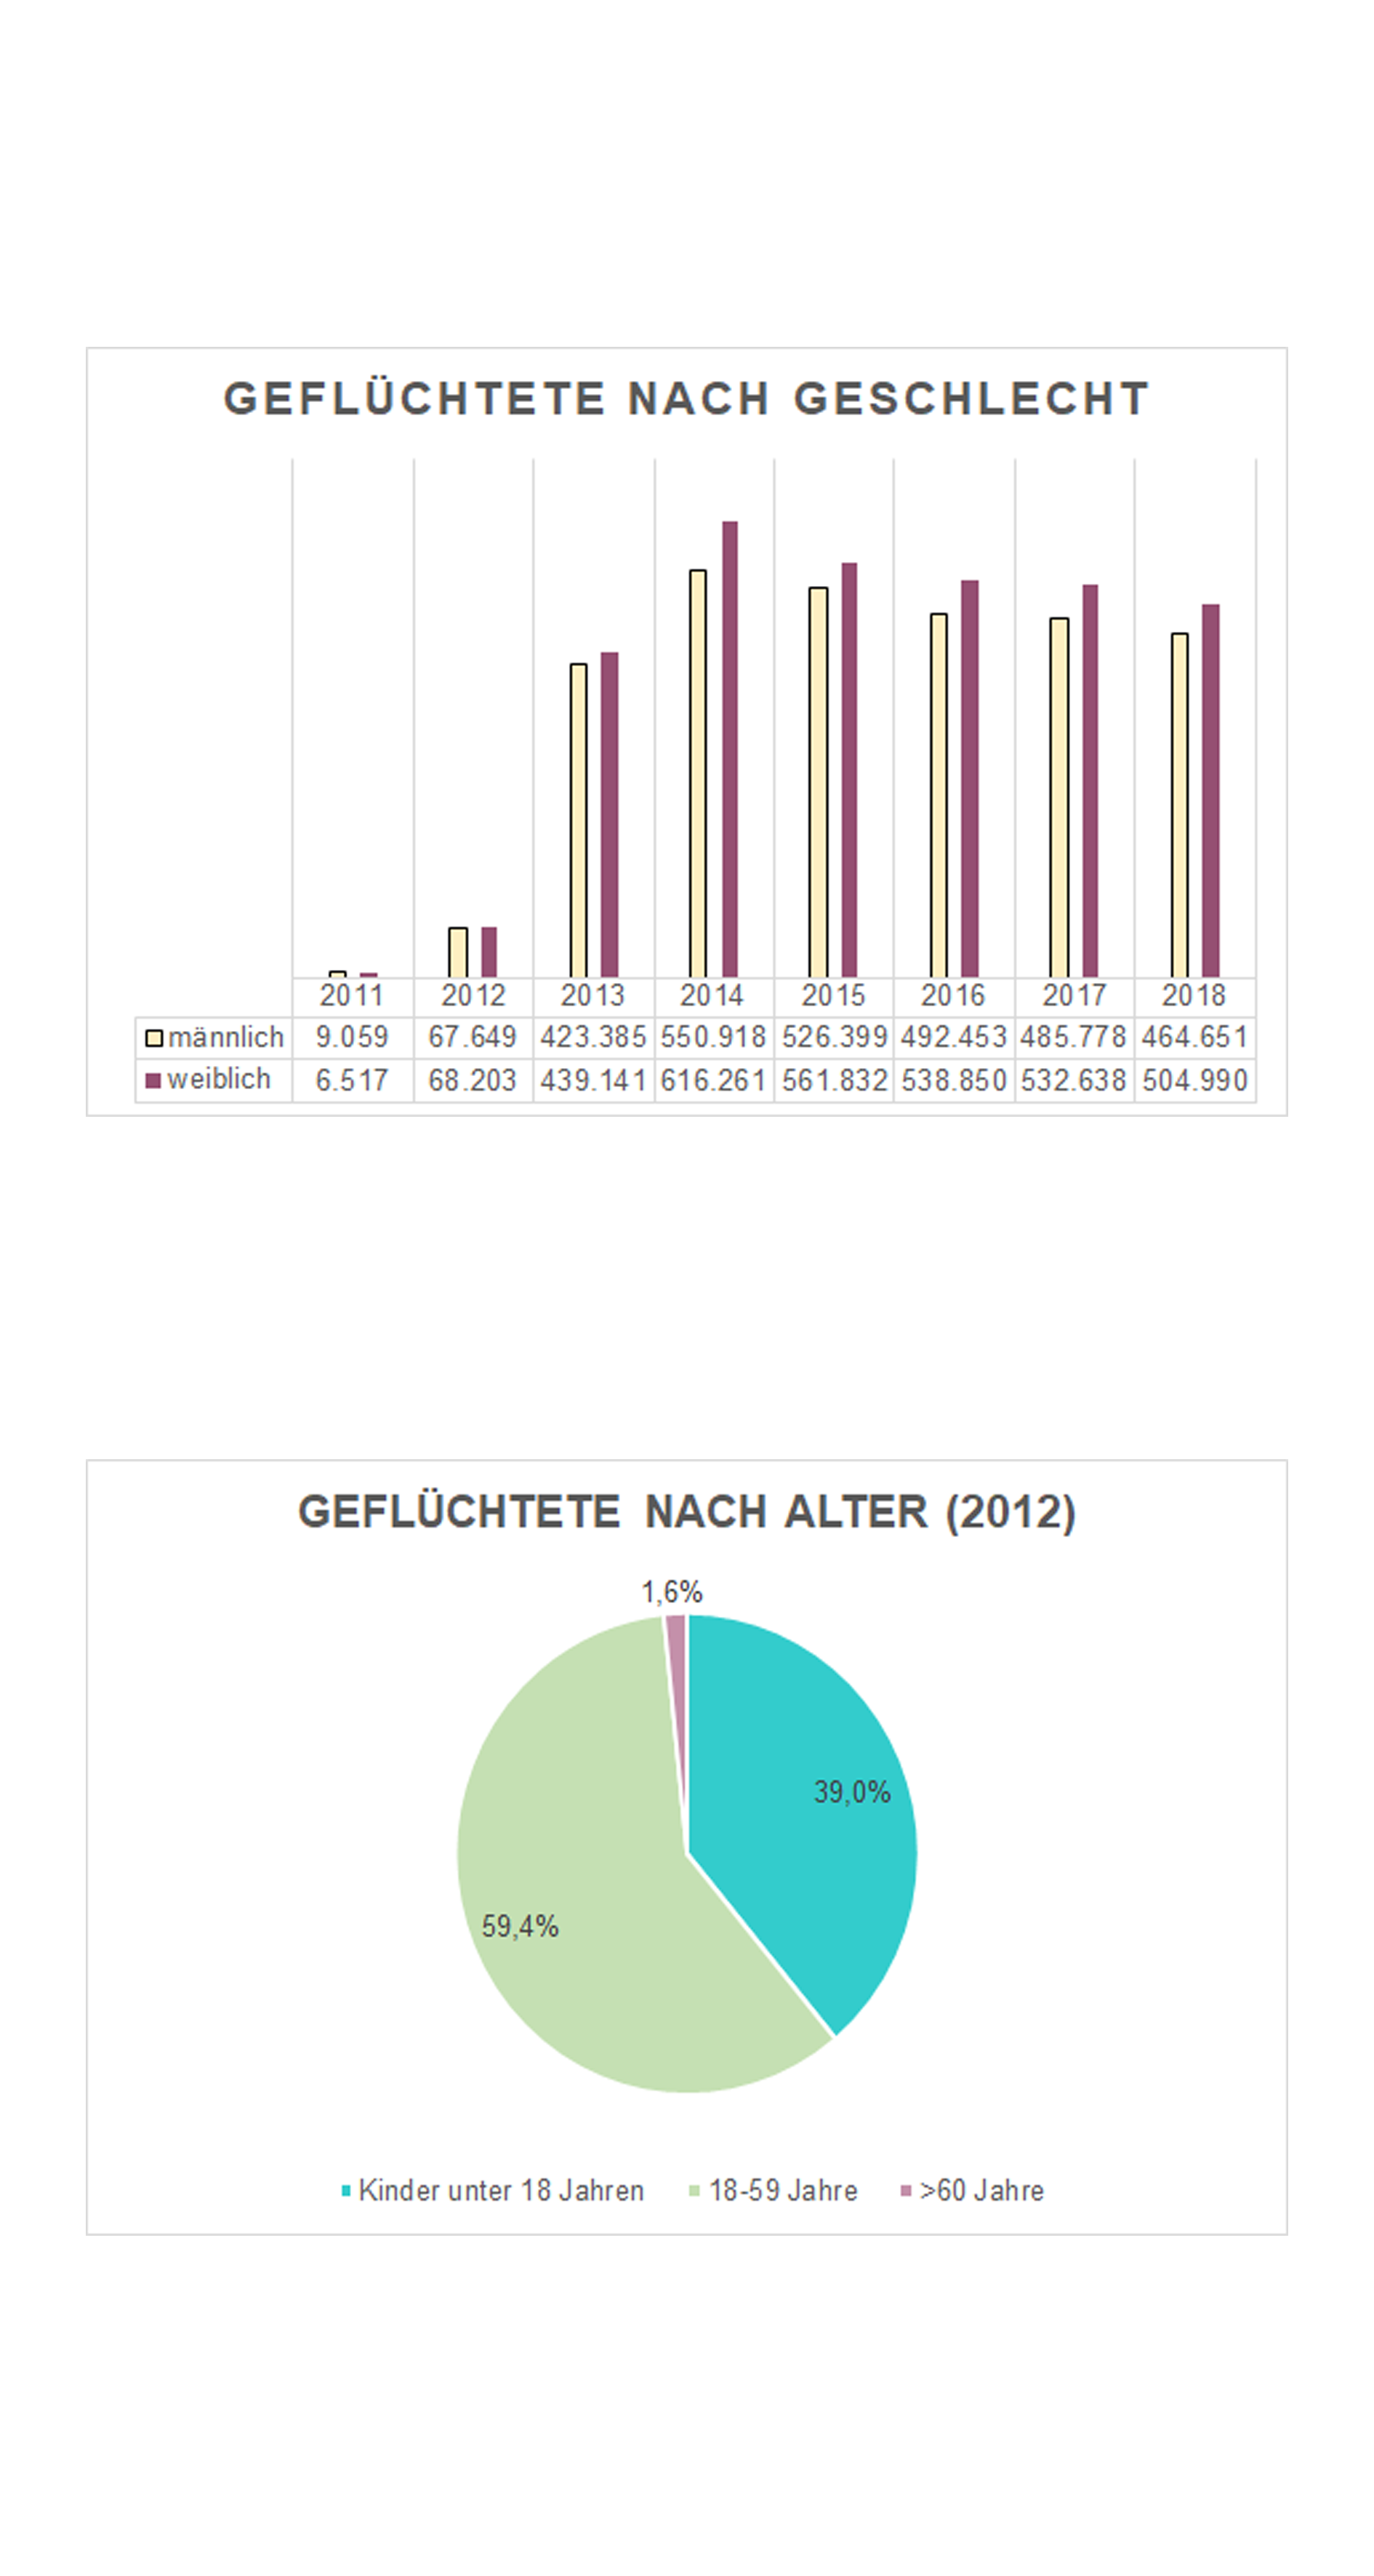 GEFLÜCHTETE NACH GESCHLECHT
2011 2012 2013 2014 2015 2016 2017 2018
männlich 9.059 67.649 423.385 550.918 526.399 492.453 485.778 464.651
weiblich 6.517 68.203 439.141 616.261 561.832 538.850 532.638 504.990
GEFLÜCHTETE NACH ALTER (2012)
1,6%
39,0%
59,4%
Kinder unter 18 Jahren 18-59 Jahre >60 Jahre